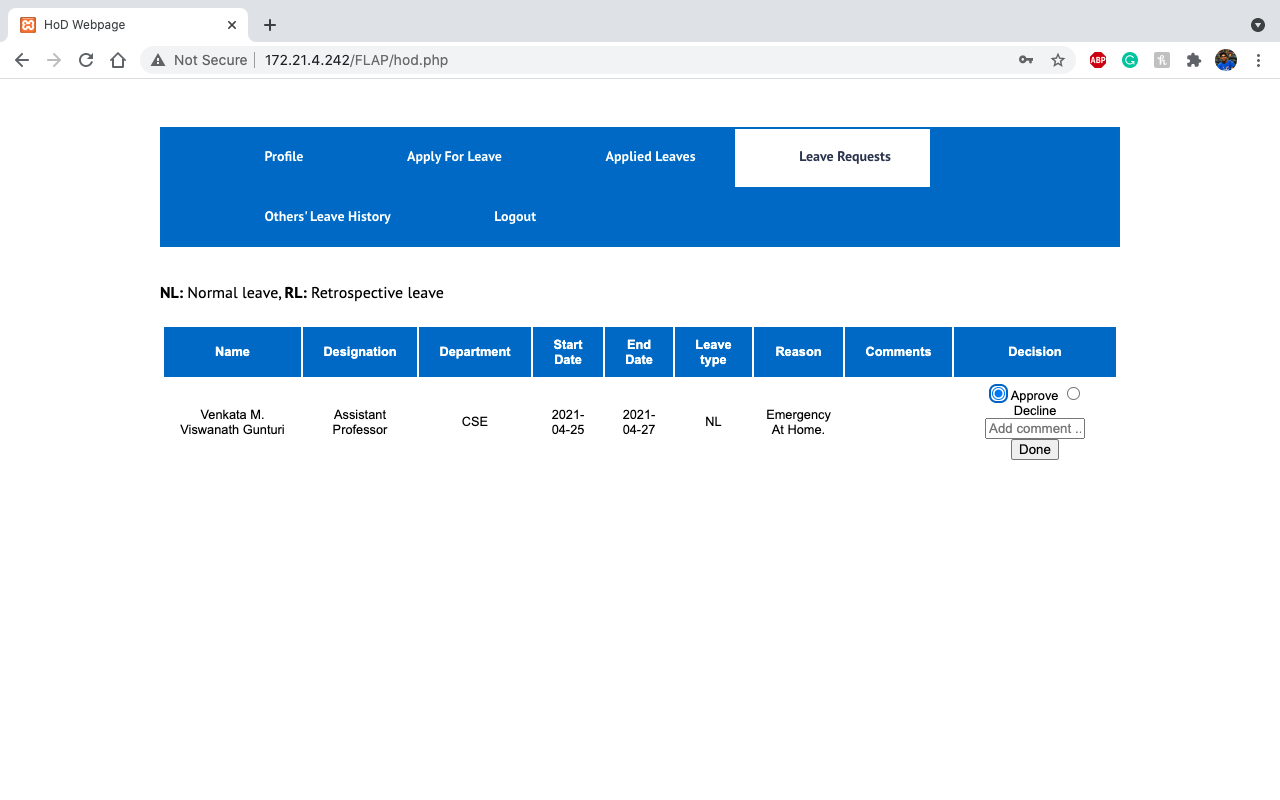 HoD Webpage
Not Secure 172.21.4.242/FLAP/hod.php
ABP
Profile Apply For Leave Applied Leaves Leave Requests
Others' Leave History Logout
NL: Normal leave, RL: Retrospective leave
Name Designation Department Start Date End Date Leave type Reason Comments Decision
Venkata M. Viswanath Gunturi Assistant Professor CSE 2021-04-25 2021-04-27 NL Emergency At Home. Approve
Decline
Add comment ..
Done